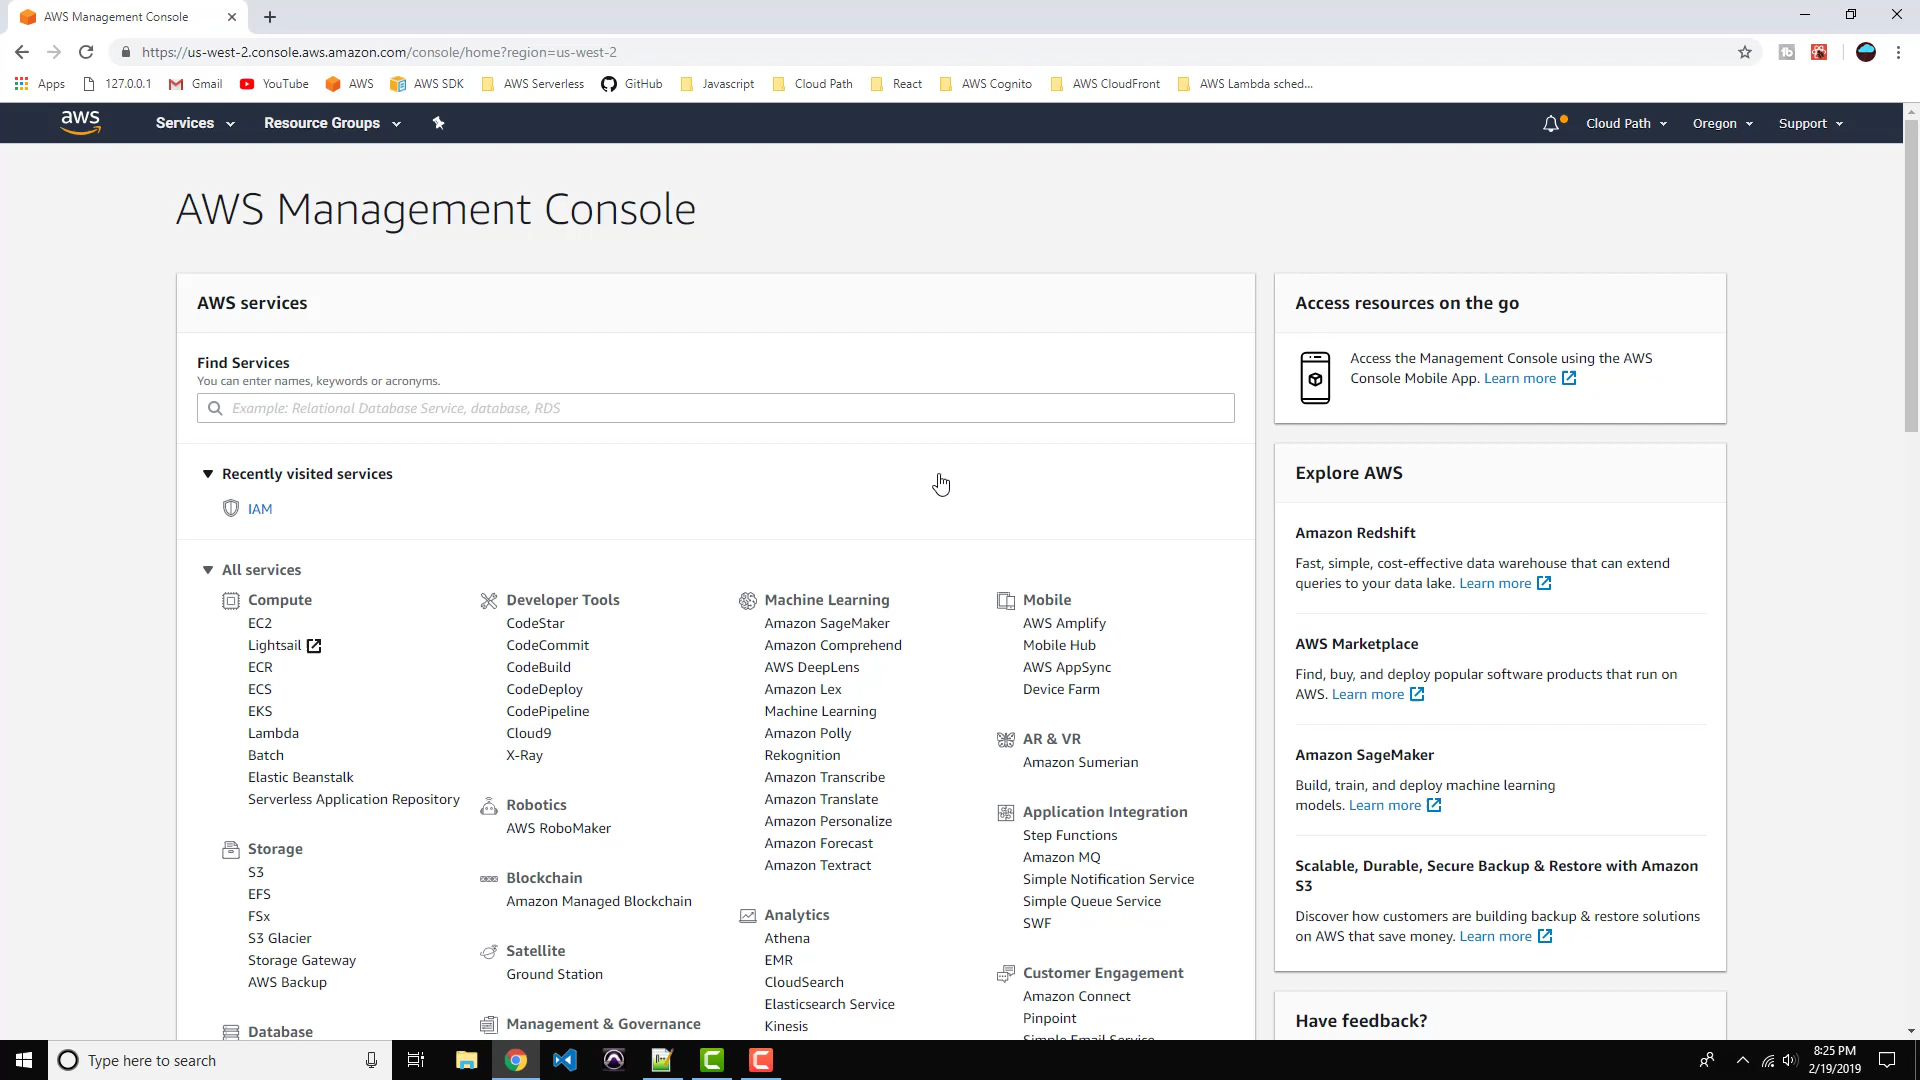 AWS Management Console
https://us-west-2.console.aws.amazon.com/console/home?region=us-west-2
Apps 127.0.0.1 Gmail YouTube AWS AWS SDK AWS Serverless GitHub Javascript Cloud Path React AWS Cognito AWS CloudFront AWS Lambda sched...
aws Services Resource Groups Cloud Path Oregon Support
AWS Management Console
AWS services
Find Services
You can enter names, keywords or acronyms.
Example: Relational Database Service, database, RDS
Recently visited services
IAM
All services
Compute
EC2
Lightsail
ECR
ECS
EKS
Lambda
Batch
Elastic Beanstalk
Serverless Application Repository
Storage
S3
EFS
FSx
S3 Glacier
Storage Gateway
AWS Backup
Database
Developer Tools
CodeStar
CodeCommit
CodeBuild
CodeDeploy
CodePipeline
Cloud9
X-Ray
Robotics
AWS RoboMaker
Blockchain
Amazon Managed Blockchain
Satellite
Ground Station
Management & Governance
Machine Learning
Amazon SageMaker
Amazon Comprehend
AWS DeepLens
Amazon Lex
Machine Learning
Amazon Polly
Rekognition
Amazon Transcribe
Amazon Translate
Amazon Personalize
Amazon Forecast
Amazon Textract
Analytics
Athena
EMR
CloudSearch
Elasticsearch Service
Kinesis
Mobile
AWS Amplify
Mobile Hub
AWS AppSync
Device Farm
AR & VR
Amazon Sumerian
Application Integration
Step Functions
Amazon MQ
Simple Notification Service
Simple Queue Service
SWF
Customer Engagement
Amazon Connect
Pinpoint
Simple Email Service
Access resources on the go
Access the Management Console using the AWS
Console Mobile App. Learn more
Explore AWS
Amazon Redshift
Fast, simple, cost-effective data warehouse that can extend
queries to your data lake. Learn more
AWS Marketplace
Find, buy, and deploy popular software products that run on
AWS. Learn more
Amazon SageMaker
Build, train, and deploy machine learning
models. Learn more
Scalable, Durable, Secure Backup & Restore with Amazon
S3
Discover how customers are building backup & restore solutions
on AWS that save money. Learn more
Have feedback?
Type here to search
8:25 PM
2/19/2019